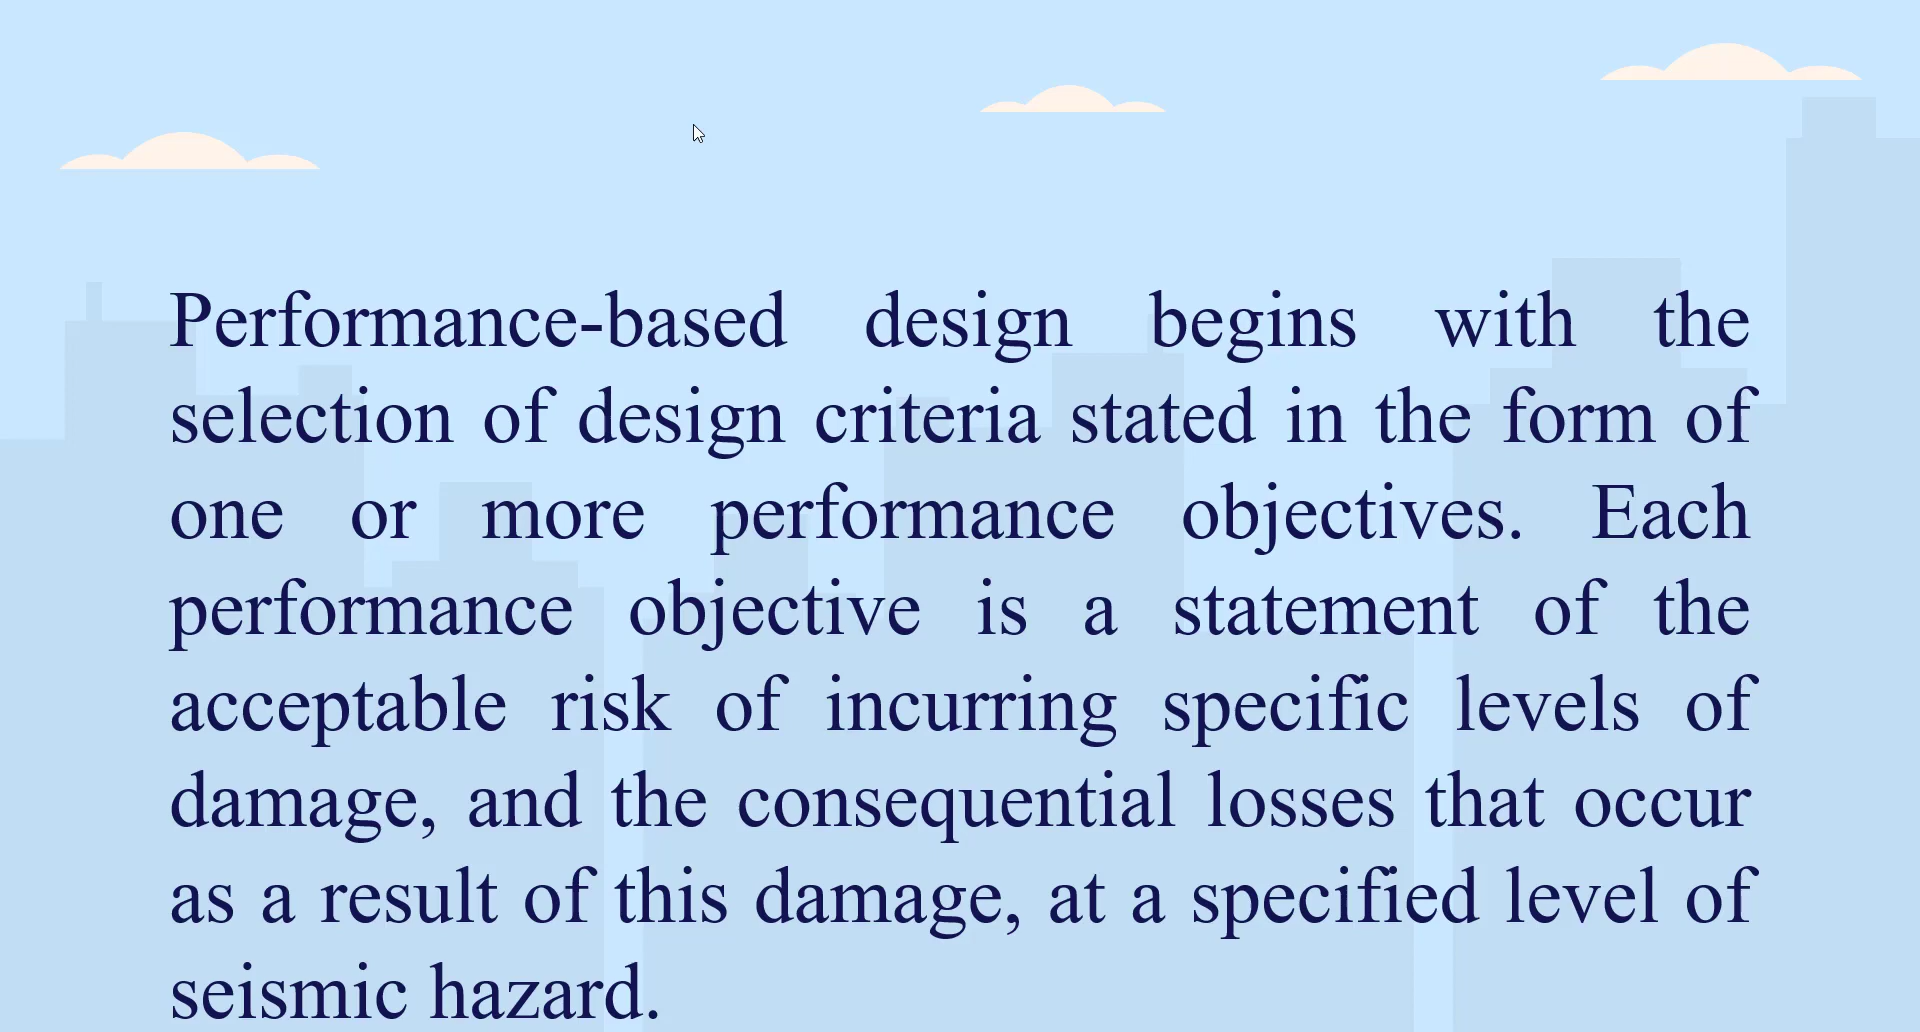 Performance-based design begins with the
selection of design criteria stated in the form of
one or more performance objectives. Each
performance objective is a statement of the
acceptable risk of incurring specific levels of
damage, and the consequential losses that occur
as a result of this damage, at a specified level of
seismic hazard.